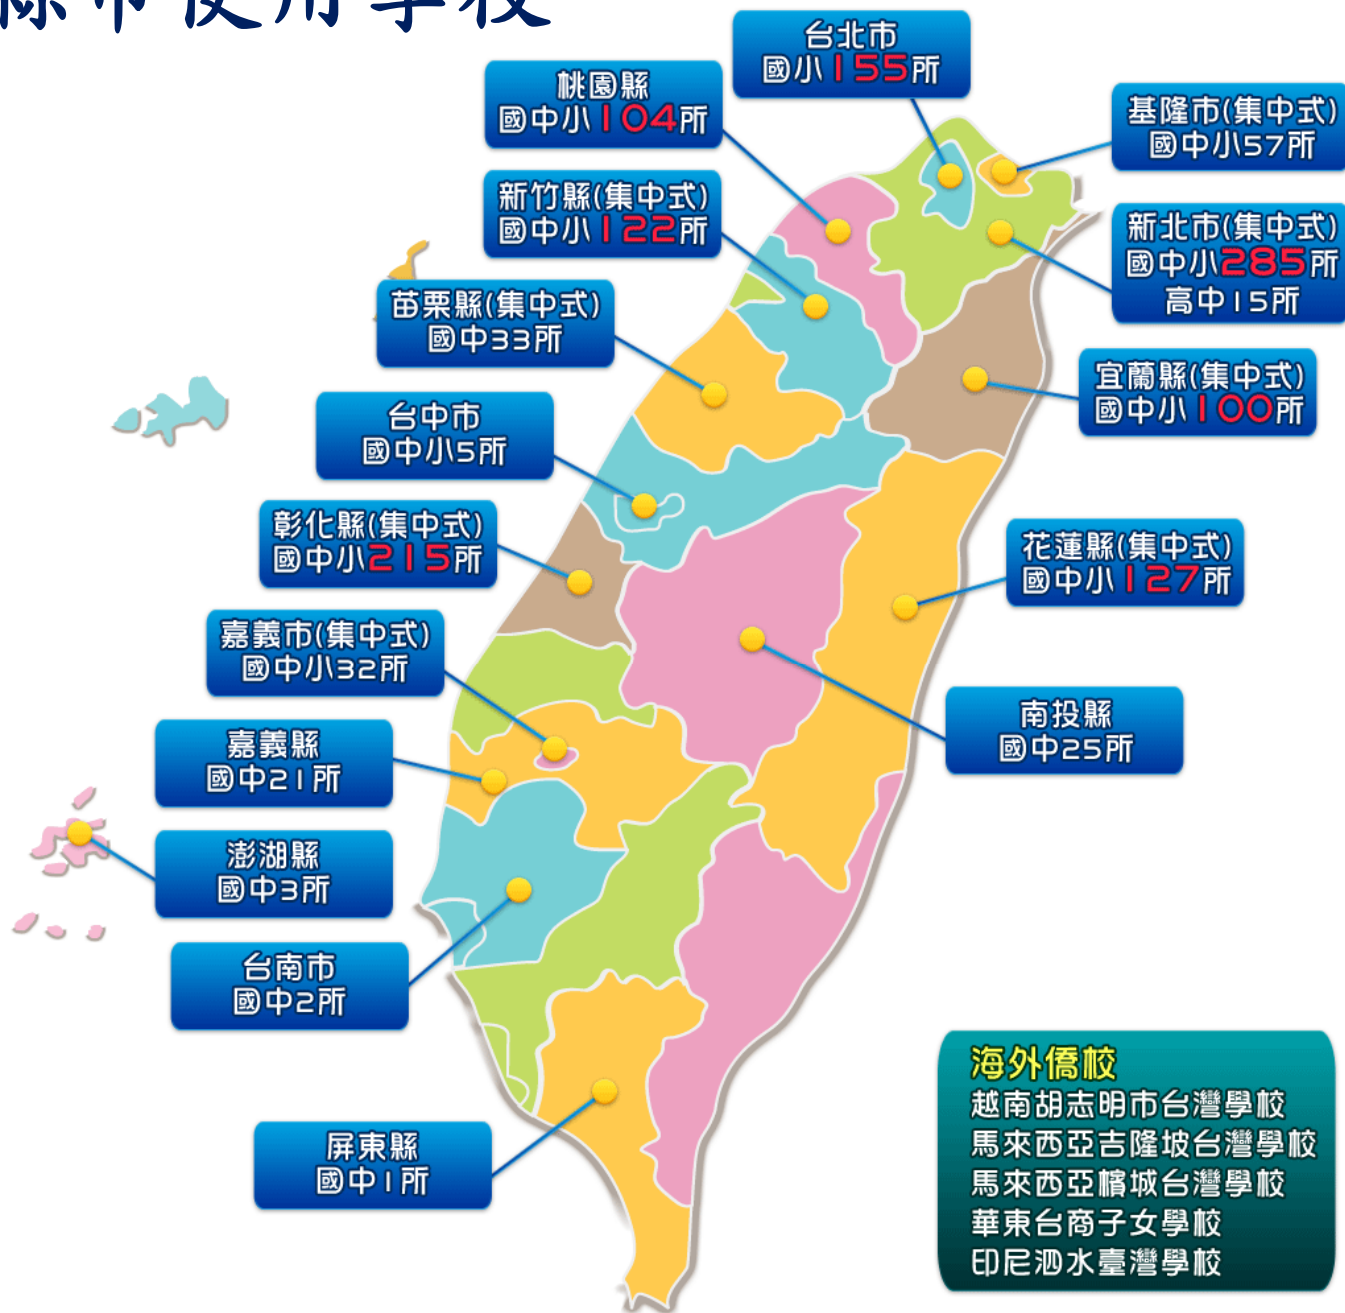 縣市使用學校
台北市
國小155所
桃園縣
國中小104所
基隆市(集中式)
國中小57所
新竹縣(集中式)
國中小122所
新北市(集中式)
國中小285所
高中15所
苗栗縣(集中式)
國中33所
宜蘭縣(集中式)
國中小100所
台中市
國中小5所
彰化縣(集中式)
國中小215所
花蓮縣(集中式)
國中小127所
嘉義市(集中式)
國中小32所
南投縣
國中25所
嘉義縣
國中21所
澎湖縣
國中3所
台南市
國中2所
屏東縣
國中1所
海外僑校
越南胡志明市台灣學校
馬來西亞吉隆坡台灣學校
馬來西亞檳城台灣學校
華東台商子女學校
印尼泗水臺灣學校